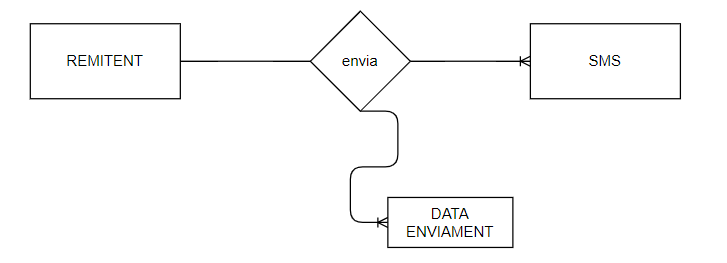 REMITENT
envia
SMS
DATA
ENVIAMENT